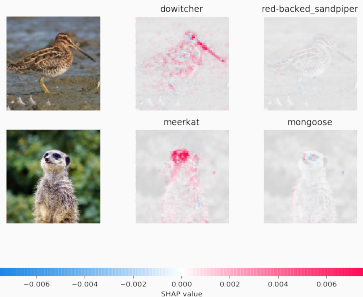 dowitcher red-backed_sandpiper
meerkat mongoose
−0.006 −0.004 −0.002 0.000 0.002 0.004 0.006
SHAP value